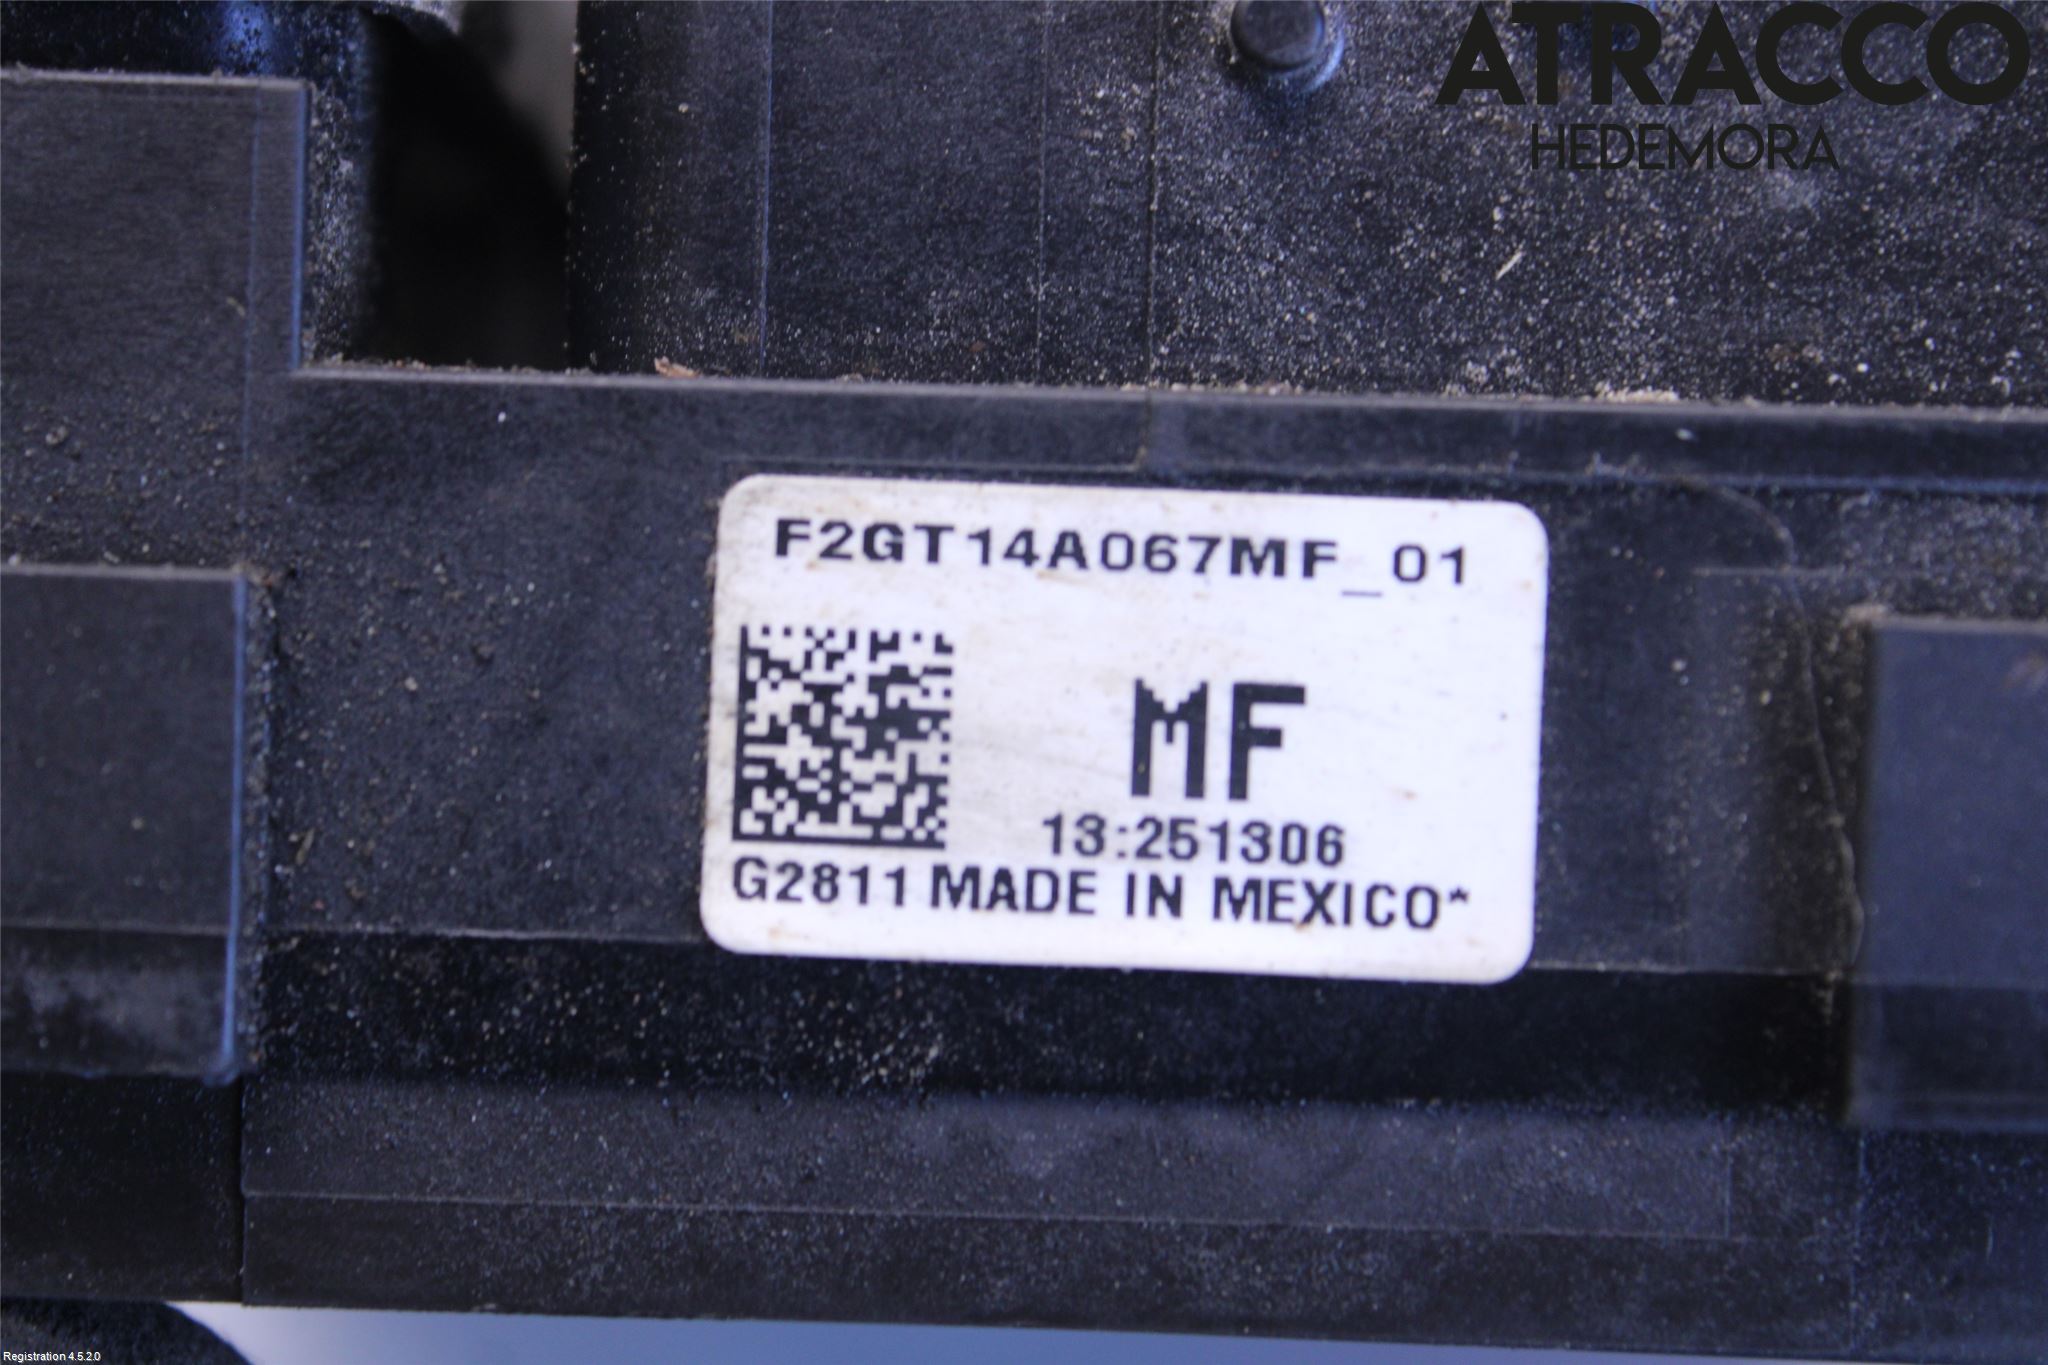 ATRACCO
HEDEMORA
F2GT14A067MF_01
MF
13:251306
G2811 MADE IN MEXICO*
Registration 4.5.2.0